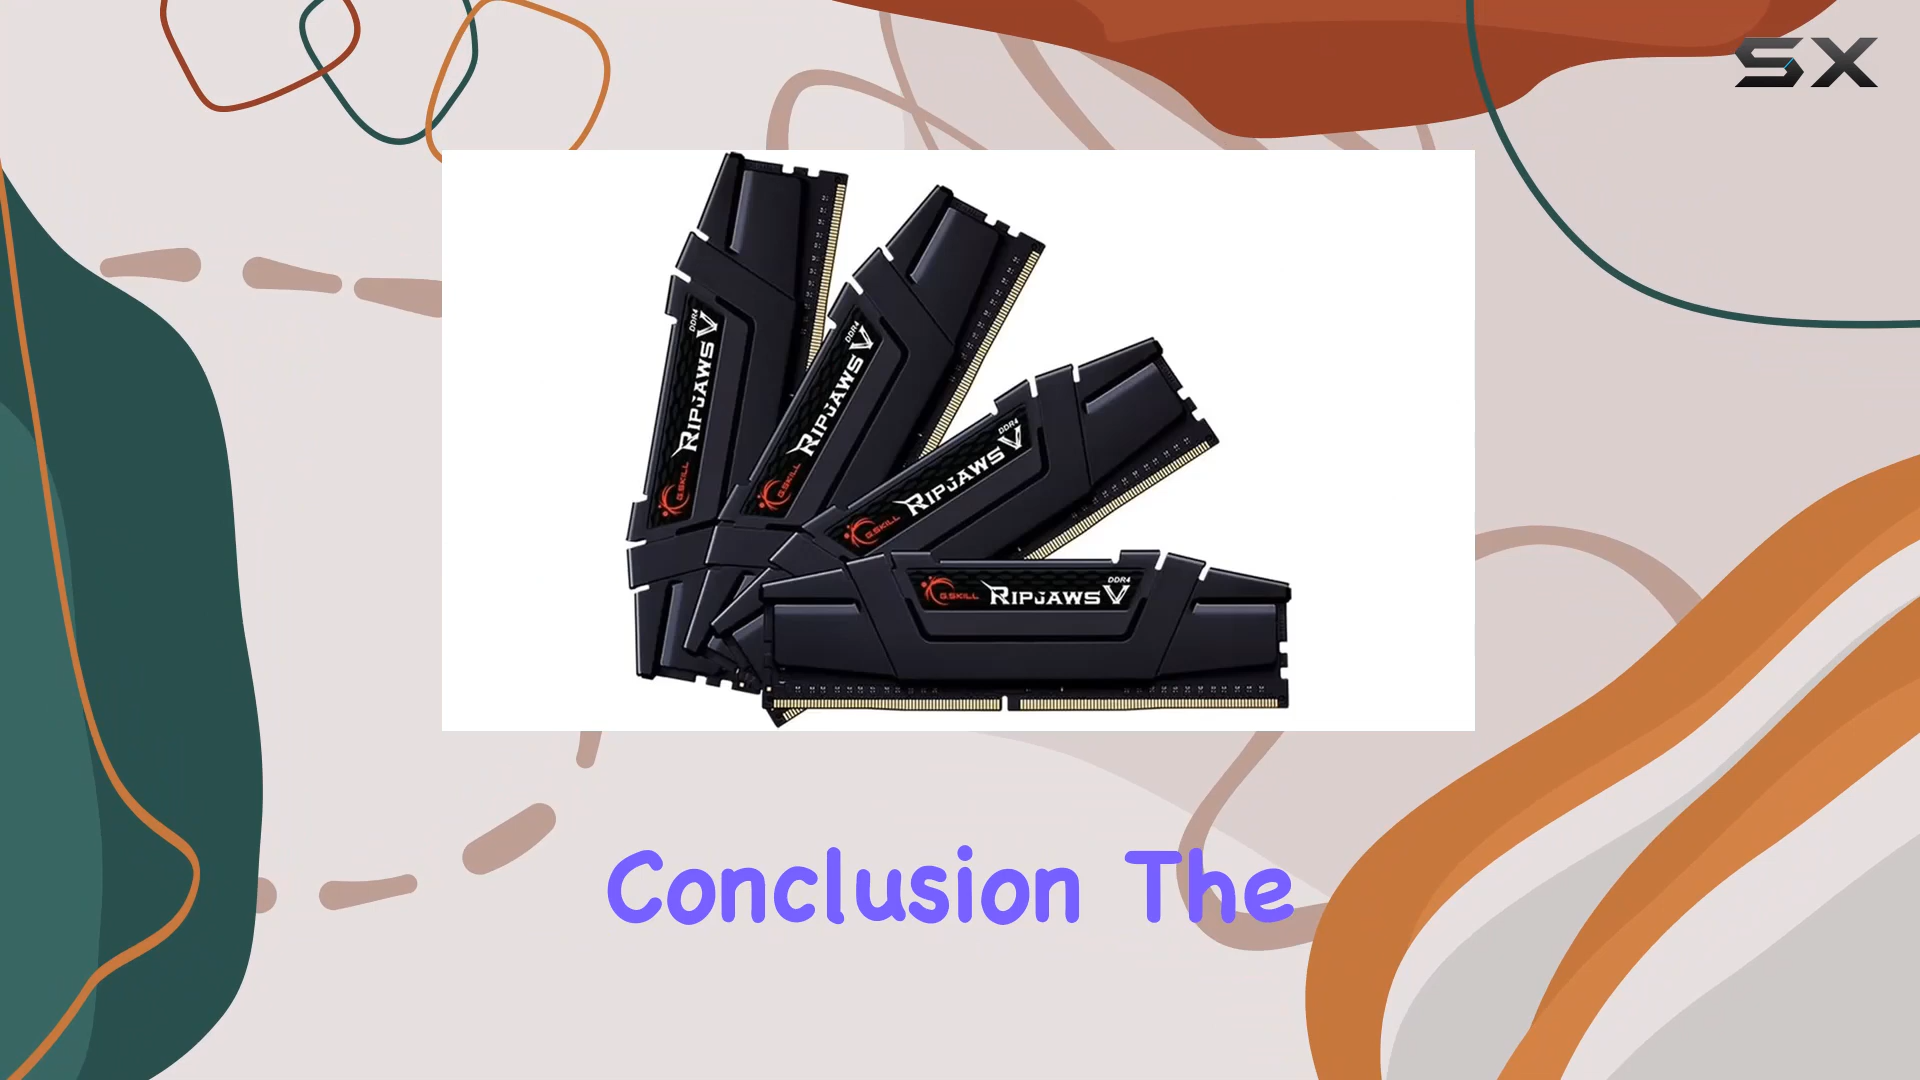 SX
DDR4
RIPJAWS V
G.SKILL
DDR4
RIPJAWS V
G.SKILL
DDR4
RIPJAWS V
G.SKILL
DDR4
G.SKILL RIPJAWS V
Conclusion The